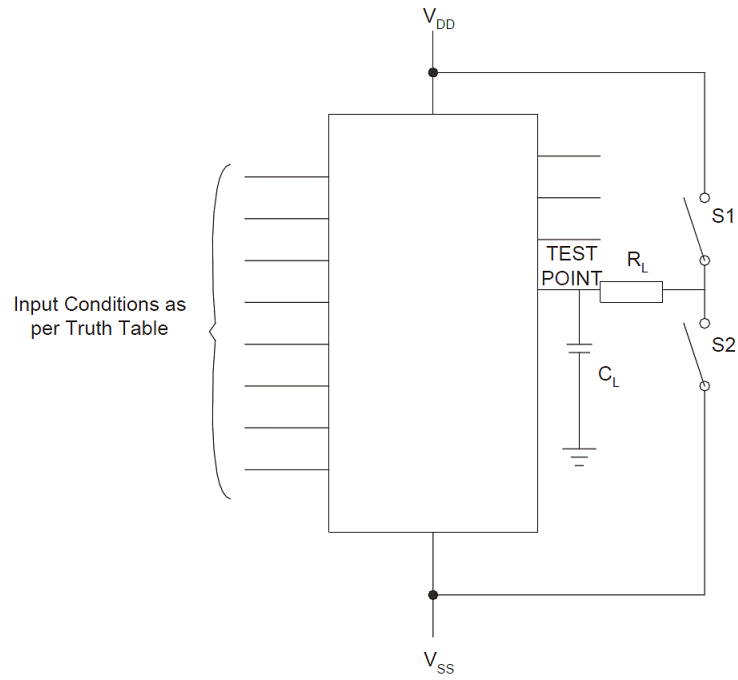 VDD
S1
TEST
POINT
RL
Input Conditions as
per Truth Table
S2
CL
VSS